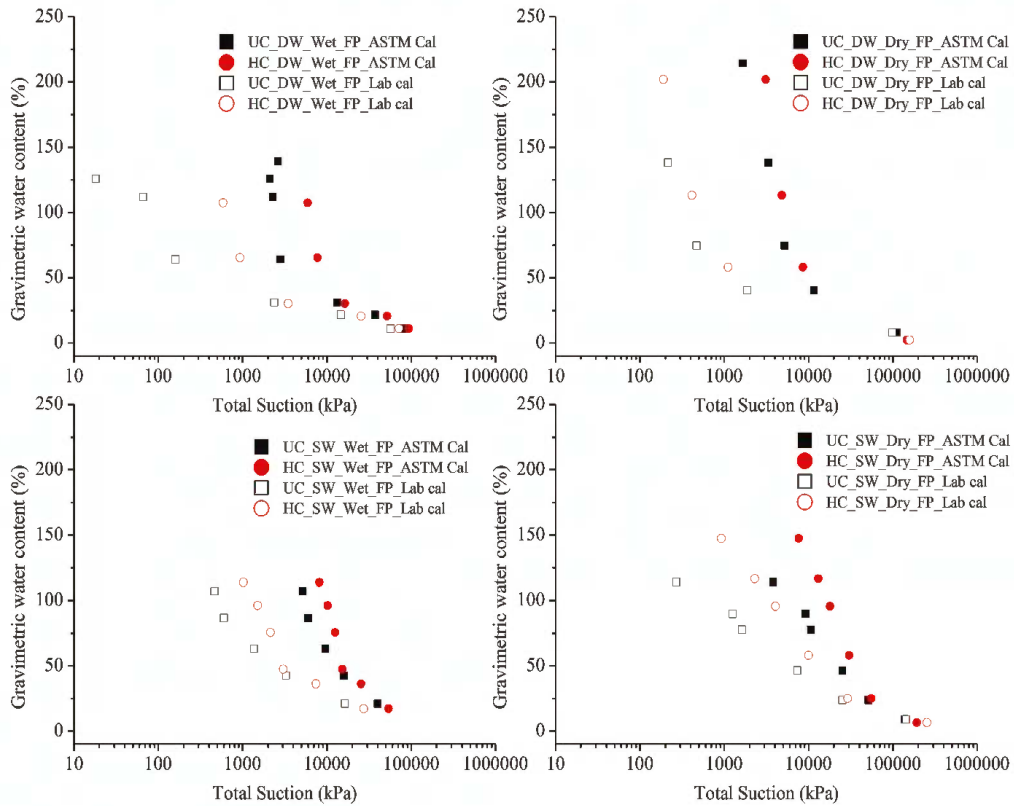 250
200
150
100
50
0
Gravimetric water content (%)
UC_DW_Wet_FP_ASTM Cal
HC_DW_Wet_FP_ASTM Cal
UC_DW_Wet_FP_Lab cal
HC_DW_Wet_FP_Lab cal
10 100 1000 10000 100000 1000000
Total Suction (kPa)
250
200
150
100
50
0
Gravimetric water content (%)
UC_DW_Dry_FP_ASTM Cal
HC_DW_Dry_FP_ASTM Cal
UC_DW_Dry_FP_Lab cal
HC_DW_Dry_FP_Lab cal
10 100 1000 10000 100000 1000000
Total Suction (kPa)
250
200
150
100
50
0
Gravimetric water content (%)
UC_SW_Wet_FP_ASTM Cal
HC_SW_Wet_FP_ASTM Cal
UC_SW_Wet_FP_Lab cal
HC_SW_Wet_FP_Lab cal
10 100 1000 10000 100000 1000000
Total Suction (kPa)
250
200
150
100
50
0
Gravimetric water content (%)
UC_SW_Dry_FP_ASTM Cal
HC_SW_Dry_FP_ASTM Cal
UC_SW_Dry_FP_Lab cal
HC_SW_Dry_FP_Lab cal
10 100 1000 10000 100000 1000000
Total Suction (kPa)